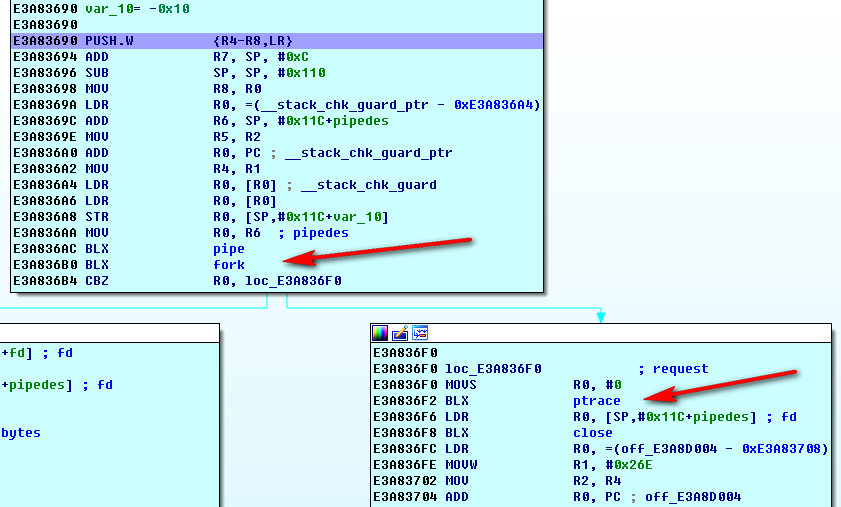 E3A83690 var_10= -0x10
E3A83690
E3A83690 PUSH.W {R4-R8,LR}
E3A83694 ADD R7, SP, #0xC
E3A83696 SUB SP, SP, #0x110
E3A83698 MOV R8, R0
E3A8369A LDR R0, =(__stack_chk_guard_ptr - 0xE3A836A4)
E3A8369C ADD R6, SP, #0x11C+pipedes
E3A8369E MOV R5, R2
E3A836A0 ADD R0, PC ; __stack_chk_guard_ptr
E3A836A2 MOV R4, R1
E3A836A4 LDR R0, [R0] ; __stack_chk_guard
E3A836A6 LDR R0, [R0]
E3A836A8 STR R0, [SP,#0x11C+var_10]
E3A836AA MOV R0, R6 ; pipedes
E3A836AC BLX pipe
E3A836B0 BLX fork
E3A836B4 CBZ R0, loc_E3A836F0
+fd] ; fd
+pipedes] ; fd
bytes
E3A836F0
E3A836F0 loc_E3A836F0 ; request
E3A836F0 MOVS R0, #0
E3A836F2 BLX ptrace
E3A836F6 LDR R0, [SP,#0x11C+pipedes] ; fd
E3A836F8 BLX close
E3A836FC LDR R0, =(off_E3A8D004 - 0xE3A83708)
E3A836FE MOVW R1, #0x26E
E3A83702 MOV R2, R4
E3A83704 ADD R0, PC ; off_E3A8D004